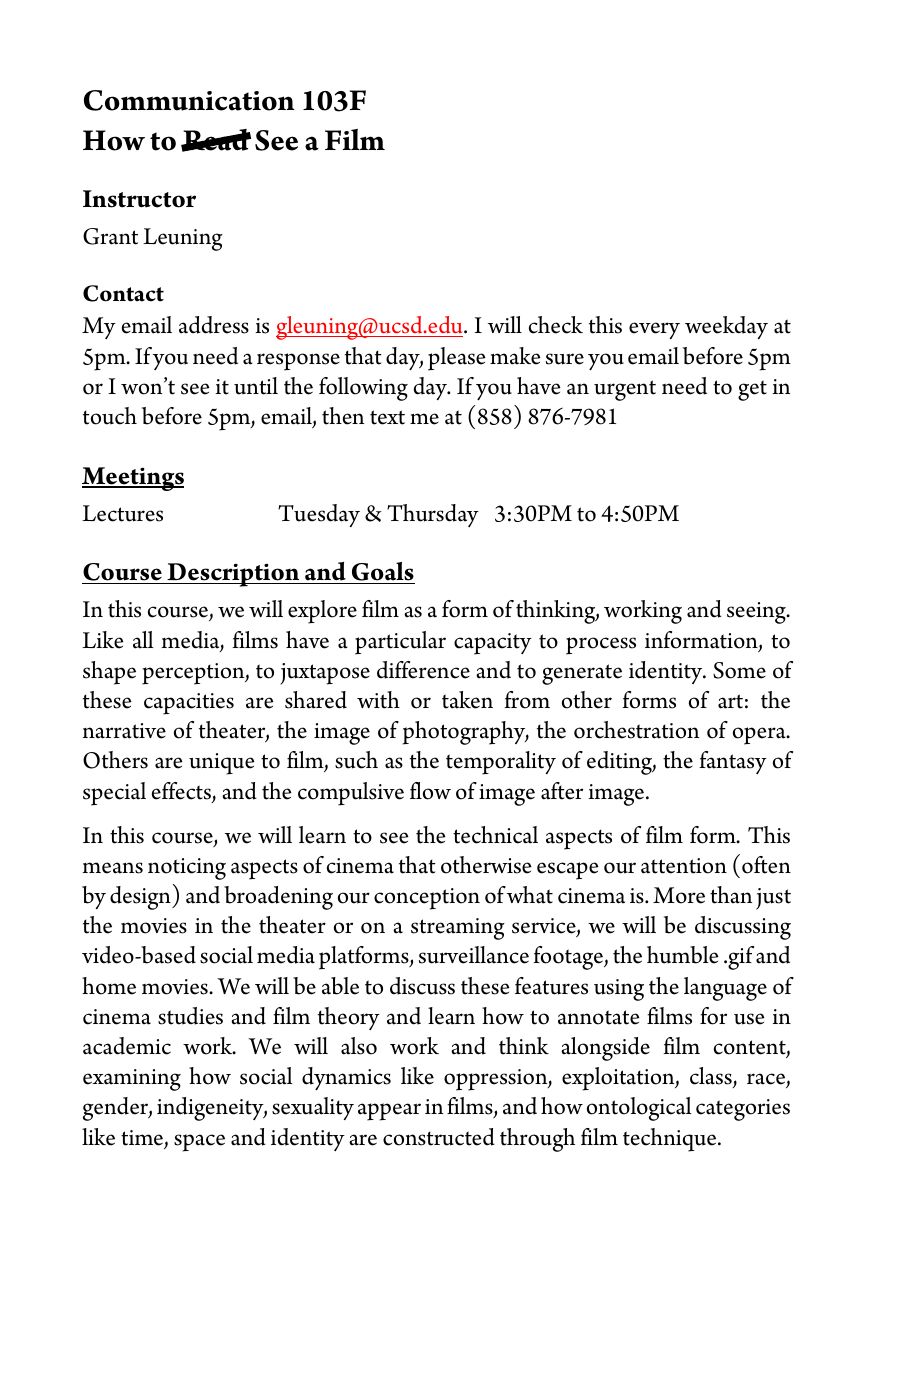 Communication 103F
How to Read See a Film
Instructor
Grant Leuning
Contact
My email address is gleuning@ucsd.edu. I will check this every weekday at
5pm. If you need a response that day, please make sure you email before 5pm
or I won’t see it until the following day. If you have an urgent need to get in
touch before 5pm, email, then text me at (858) 876-7981
Meetings
Lectures Tuesday & Thursday 3:30PM to 4:50PM
Course Description and Goals
In this course, we will explore film as a form of thinking, working and seeing.
Like all media, films have a particular capacity to process information, to
shape perception, to juxtapose difference and to generate identity. Some of
these capacities are shared with or taken from other forms of art: the
narrative of theater, the image of photography, the orchestration of opera.
Others are unique to film, such as the temporality of editing, the fantasy of
special effects, and the compulsive flow of image after image.
In this course, we will learn to see the technical aspects of film form. This
means noticing aspects of cinema that otherwise escape our attention (often
by design) and broadening our conception of what cinema is. More than just
the movies in the theater or on a streaming service, we will be discussing
video-based social media platforms, surveillance footage, the humble .gif and
home movies. We will be able to discuss these features using the language of
cinema studies and film theory and learn how to annotate films for use in
academic work. We will also work and think alongside film content,
examining how social dynamics like oppression, exploitation, class, race,
gender, indigeneity, sexuality appear in films, and how ontological categories
like time, space and identity are constructed through film technique.